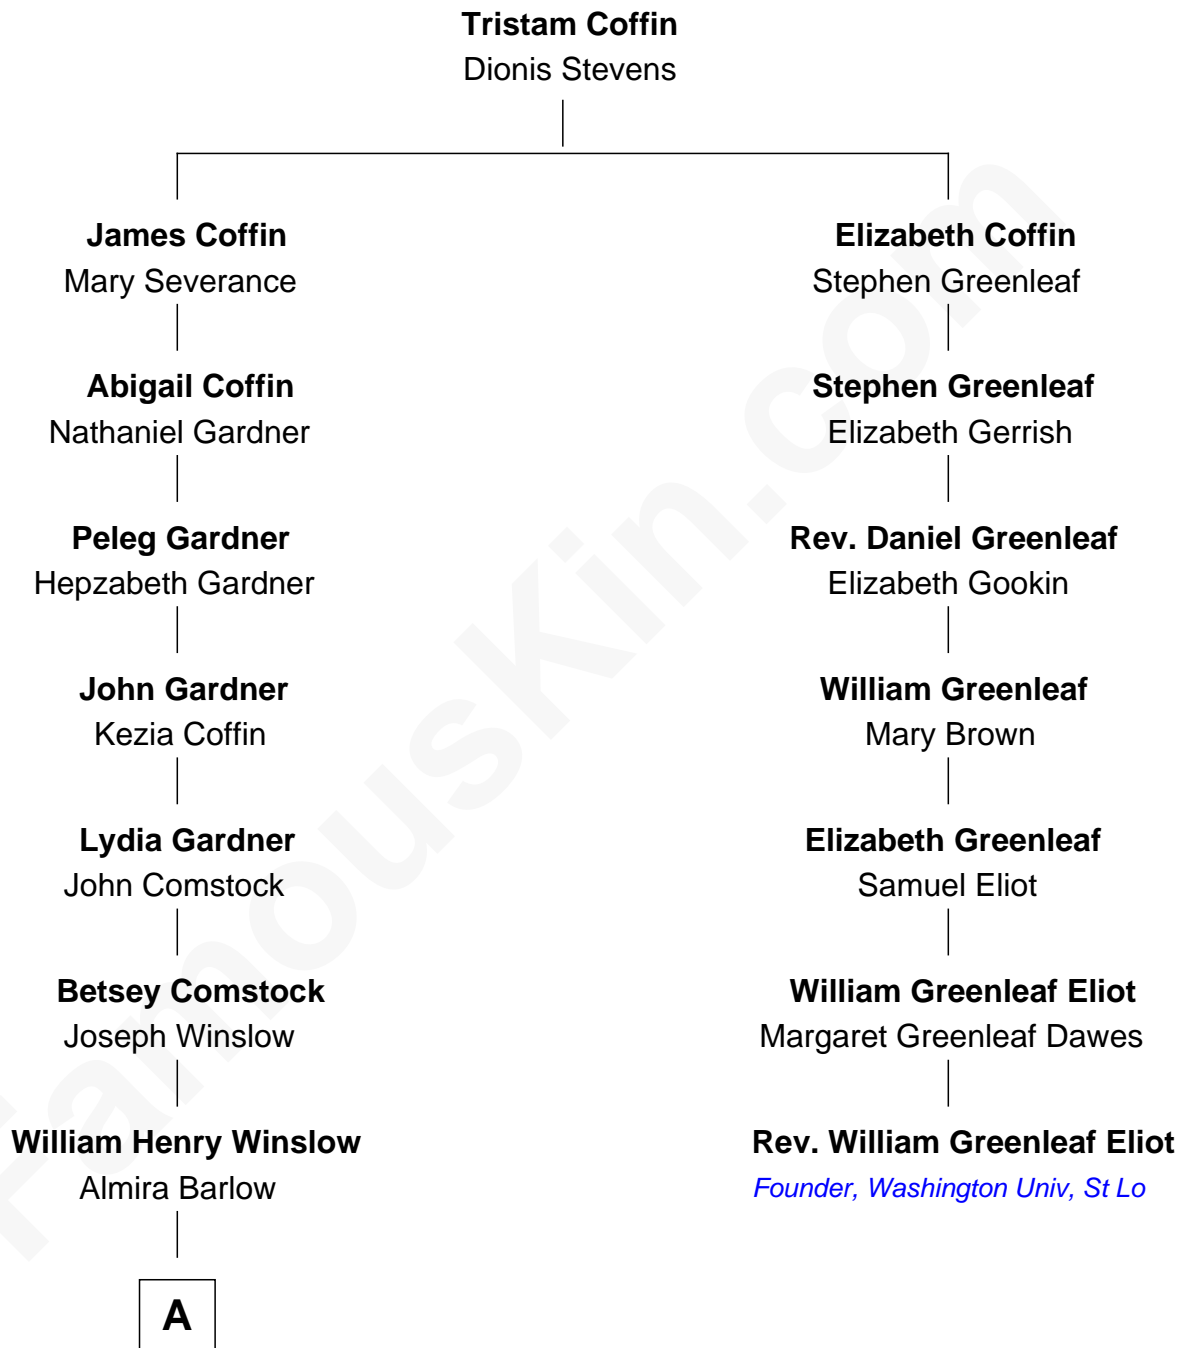 Tristam Coffin
Dionis Stevens
James Coffin
Mary Severance
Abigail Coffin
Nathaniel Gardner
Peleg Gardner
Hepzabeth Gardner
John Gardner
Kezia Coffin
Lydia Gardner
John Comstock
Betsey Comstock
Joseph Winslow
William Henry Winslow
Almira Barlow
A
Elizabeth Coffin
Stephen Greenleaf
Stephen Greenleaf
Elizabeth Gerrish
Rev. Daniel Greenleaf
Elizabeth Gookin
William Greenleaf
Mary Brown
Elizabeth Greenleaf
Samuel Eliot
William Greenleaf Eliot
Margaret Greenleaf Dawes
Rev. William Greenleaf Eliot
Founder, Washington Univ, St Lo
FamousKin.com